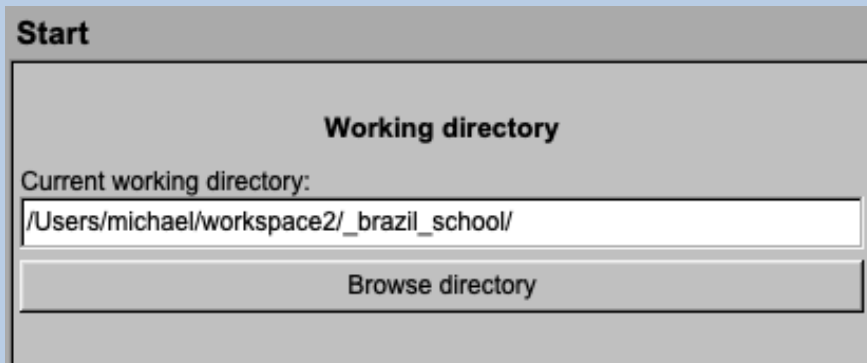 Start
Working directory
Current working directory:
/Users/michael/workspace2/_brazil_school/
Browse directory